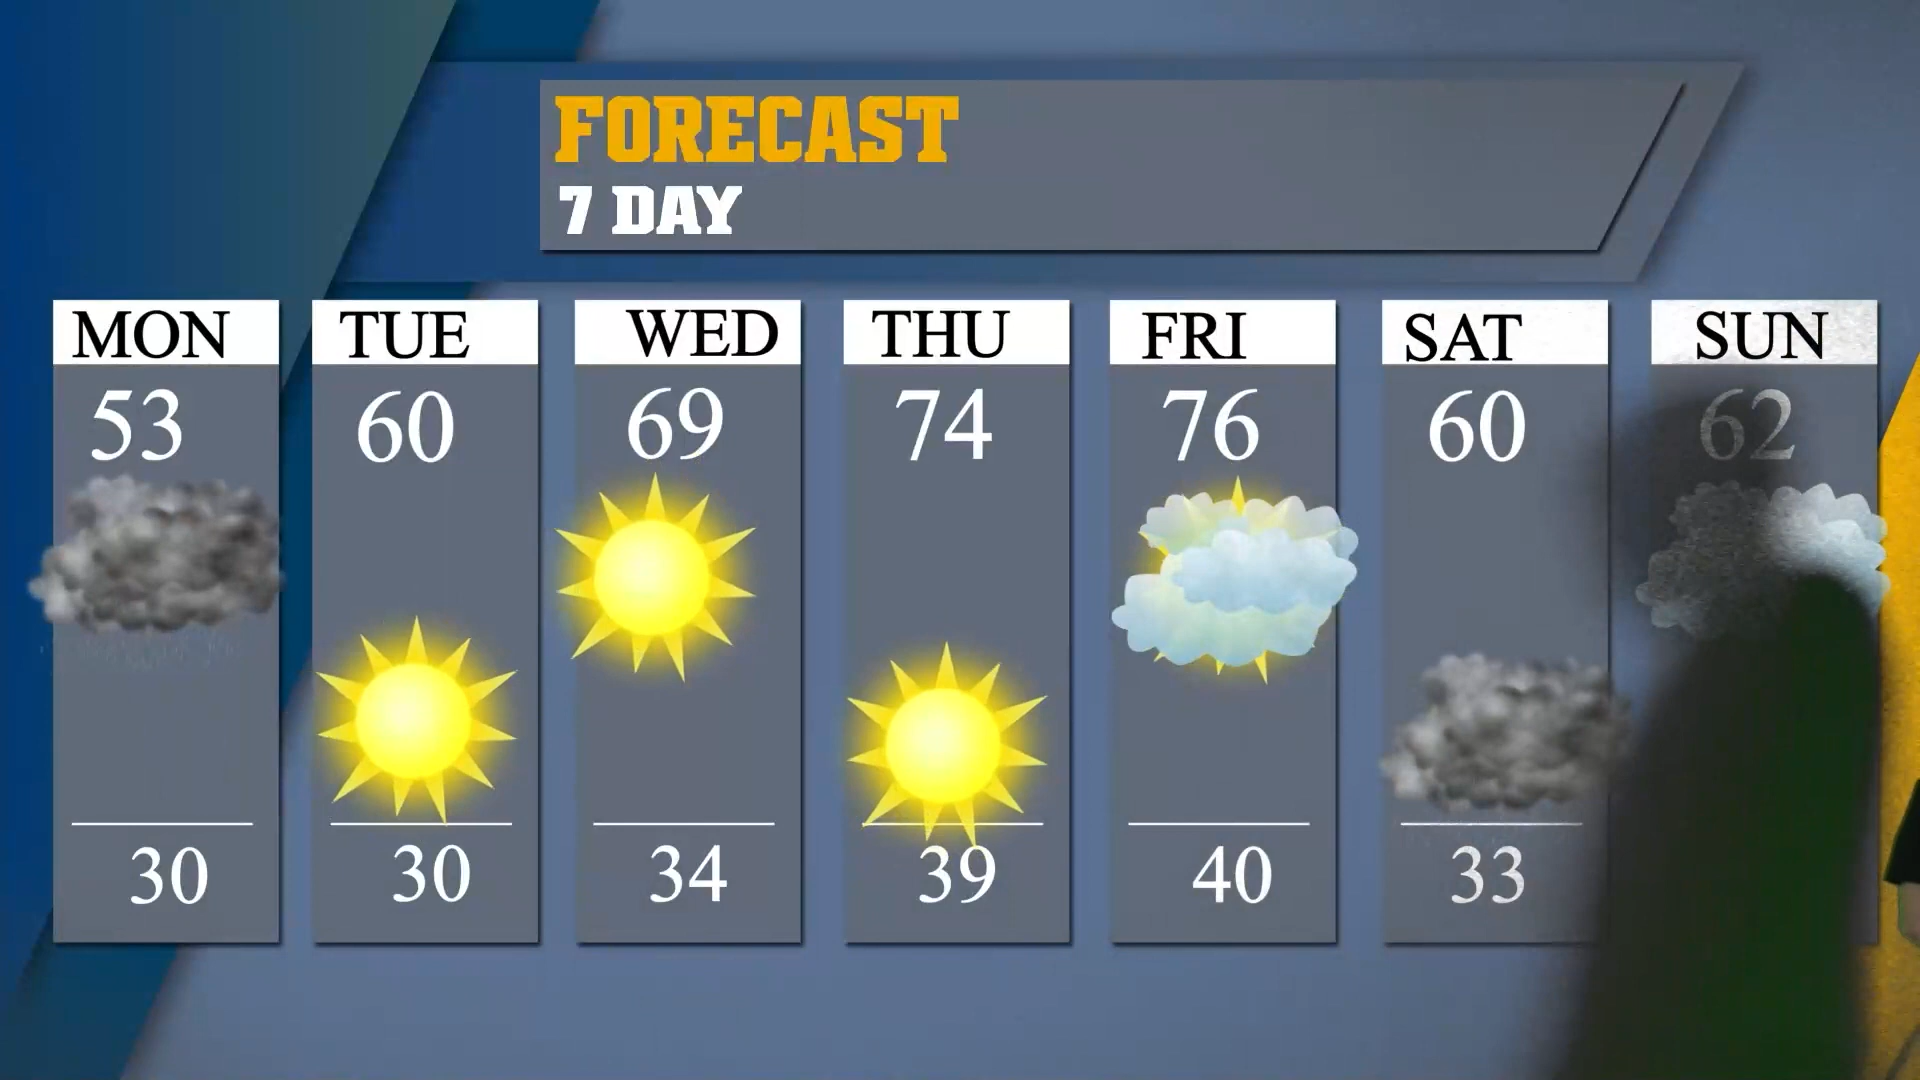 FORECAST
7 DAY
MON TUE WED THU FRI SAT SUN
53 60 69 74 76 60 62
30 30 34 39 40 33